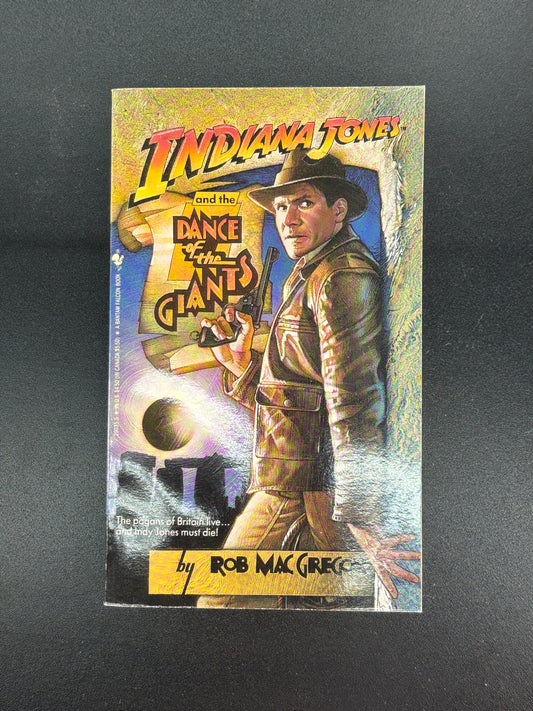 INDIANA JONES
and the
DANCE
of the
GIANTS
A BANTAM FALCON BOOK
The pagans of Britain live...
and Indy Jones must die!
by ROB MACGREGO